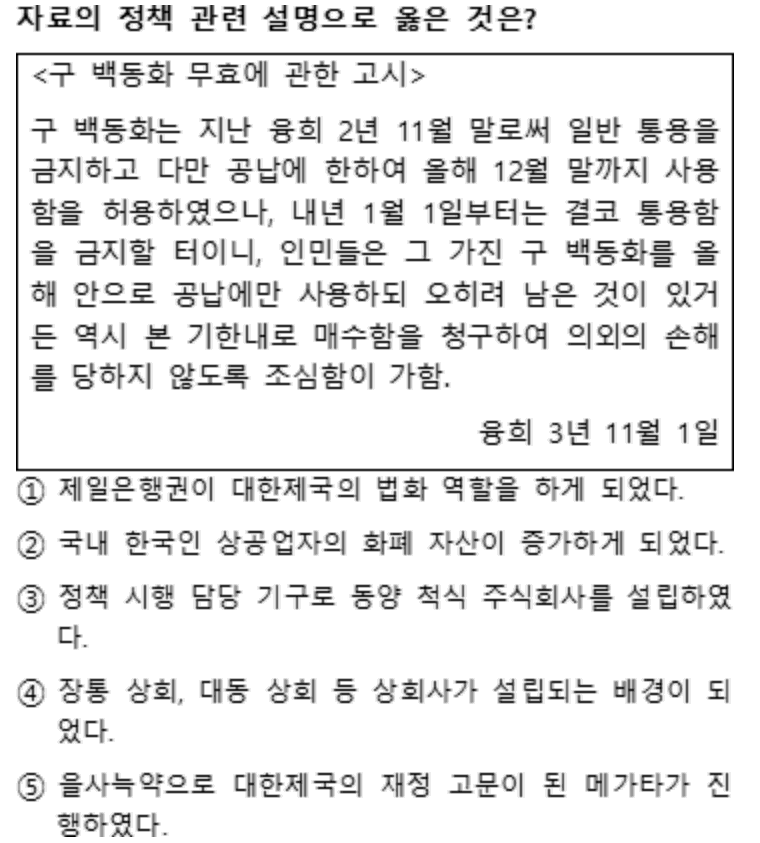 자료의 정책 관련 설명으로 옳은 것은?
<구 백동화 무효에 관한 고시>
구 백동화는 지난 융희 2년 11월 말로써 일반 통용을
금지하고 다만 공납에 한하여 올해 12월 말까지 사용
함을 허용하였으나, 내년 1월 1일부터는 결코 통용함
을 금지할 터이니, 인민들은 그 가진 구 백동화를 올
해 안으로 공납에만 사용하되 오히려 남은 것이 있거
든 역시 본 기한내로 매수함을 청구하여 의외의 손해
를 당하지 않도록 조심함이 가함.
융희 3년 11월 1일
① 제일은행권이 대한제국의 법화 역할을 하게 되었다.
② 국내 한국인 상공업자의 화폐 자산이 증가하게 되었다.
③ 정책 시행 담당 기구로 동양 척식 주식회사를 설립하였
다.
④ 장통 상회, 대동 상회 등 상회사가 설립되는 배경이 되
었다.
⑤ 을사늑약으로 대한제국의 재정 고문이 된 메가타가 진
행하였다.